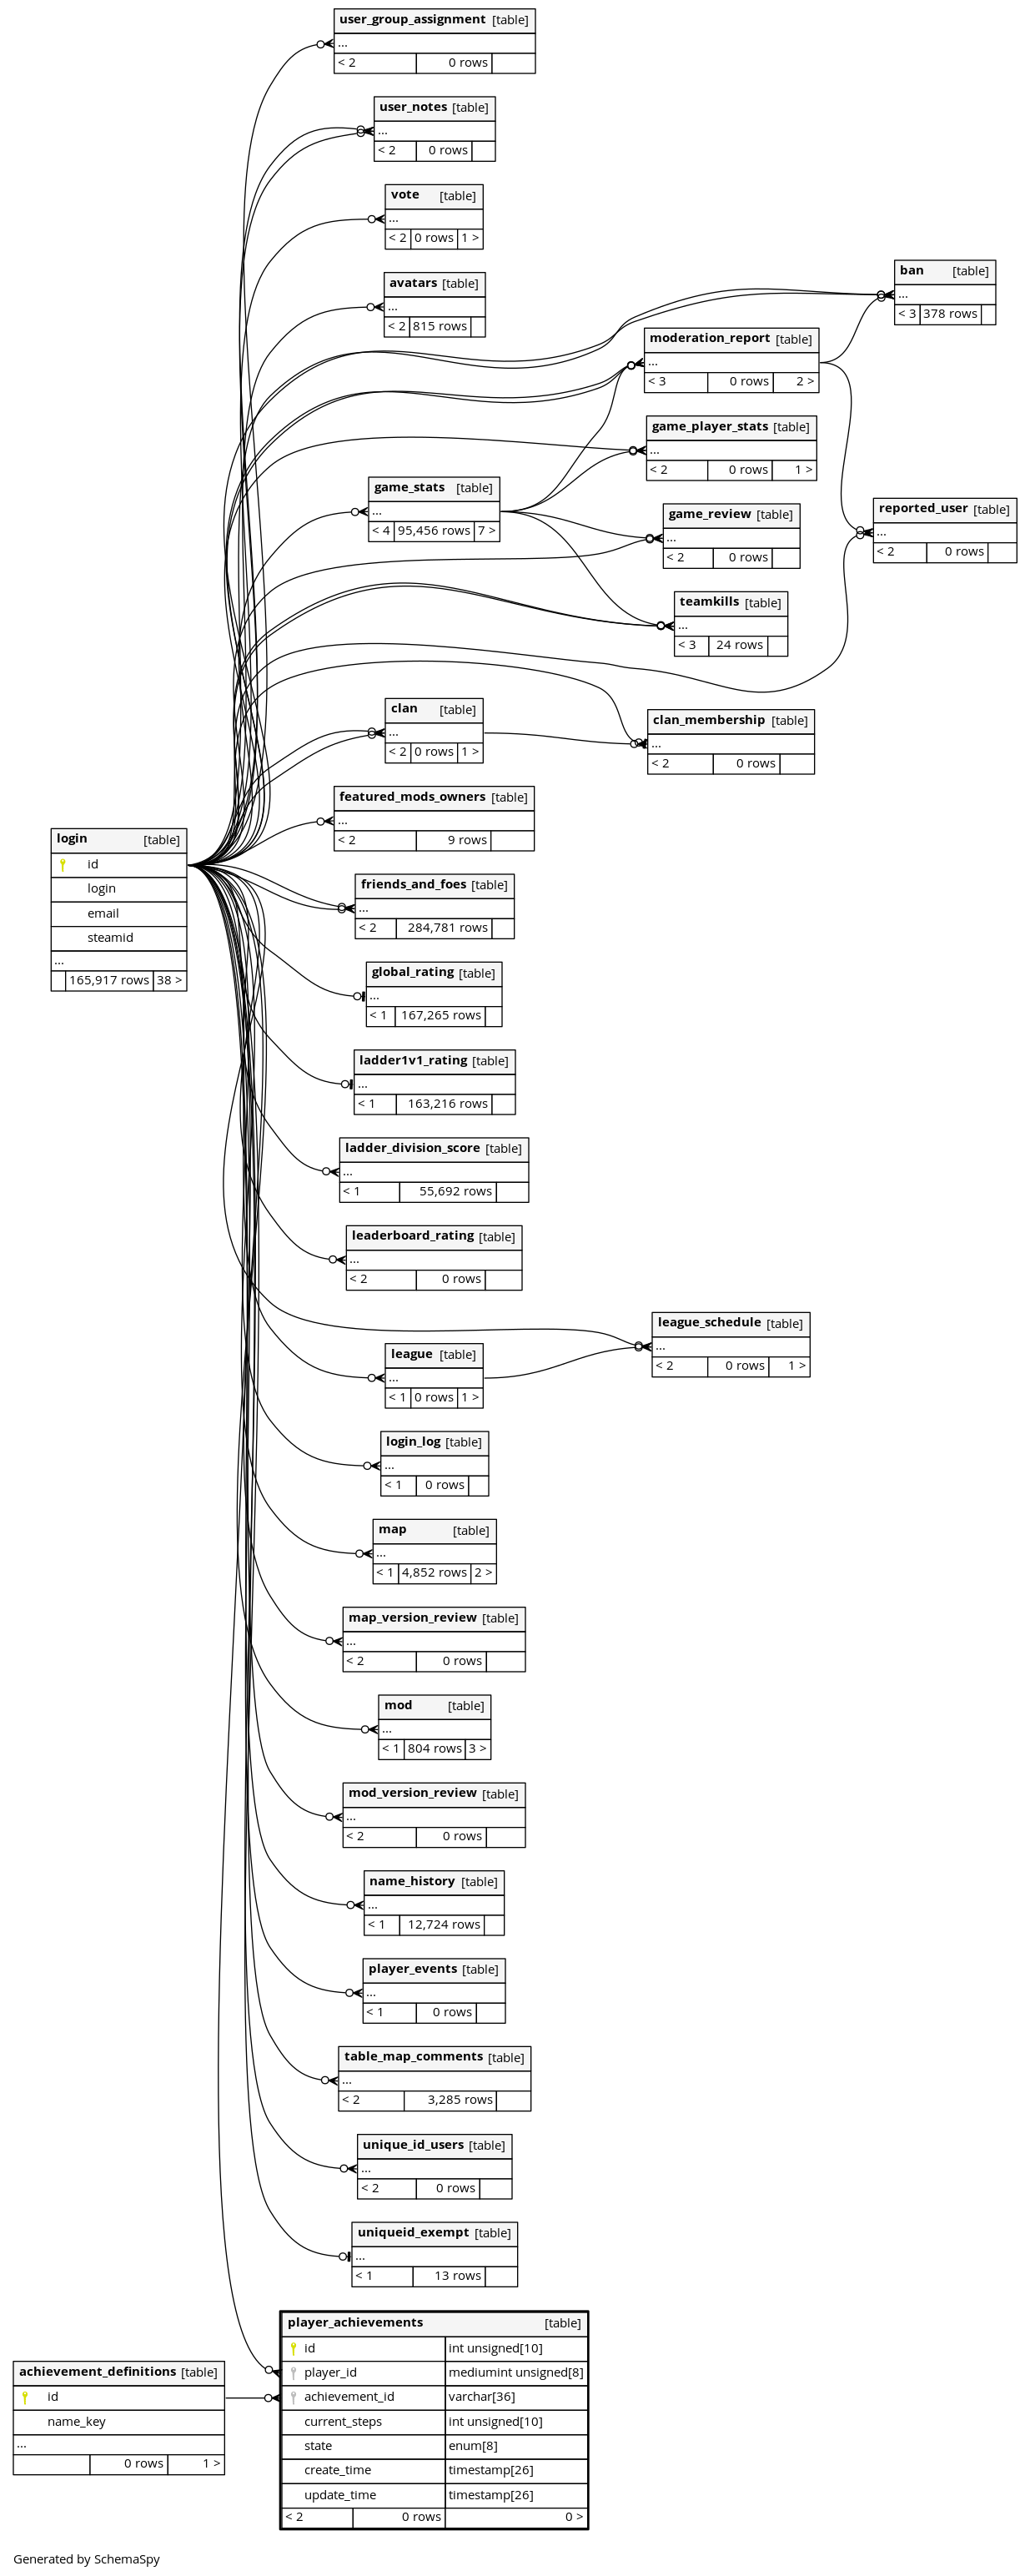 user_group_assignment [table]
...
< 2 0 rows
user_notes [table]
...
< 2 0 rows
vote [table]
...
< 2 0 rows 1 >
avatars [table]
...
< 2 815 rows
ban [table]
...
< 3 378 rows
moderation_report [table]
...
< 3 0 rows 2 >
game_player_stats [table]
...
< 2 0 rows 1 >
game_stats [table]
...
< 4 95,456 rows 7 >
game_review [table]
...
< 2 0 rows
reported_user [table]
...
< 2 0 rows
teamkills [table]
...
< 3 24 rows
clan [table]
...
< 2 0 rows 1 >
clan_membership [table]
...
< 2 0 rows
featured_mods_owners [table]
...
< 2 9 rows
login [table]
id
login
email
steamid
...
165,917 rows 38 >
friends_and_foes [table]
...
< 2 284,781 rows
global_rating [table]
...
< 1 167,265 rows
ladder1v1_rating [table]
...
< 1 163,216 rows
ladder_division_score [table]
...
< 1 55,692 rows
leaderboard_rating [table]
...
< 2 0 rows
league_schedule [table]
...
< 2 0 rows 1 >
league [table]
...
< 1 0 rows 1 >
login_log [table]
...
< 1 0 rows
map [table]
...
< 1 4,852 rows 2 >
map_version_review [table]
...
< 2 0 rows
mod [table]
...
< 1 804 rows 3 >
mod_version_review [table]
...
< 2 0 rows
name_history [table]
...
< 1 12,724 rows
player_events [table]
...
< 1 0 rows
table_map_comments [table]
...
< 2 3,285 rows
unique_id_users [table]
...
< 2 0 rows
uniqueid_exempt [table]
...
< 1 13 rows
player_achievements [table]
id int unsigned[10]
player_id mediumint unsigned[8]
achievement_id varchar[36]
current_steps int unsigned[10]
state enum[8]
create_time timestamp[26]
update_time timestamp[26]
< 2 0 rows 0 >
achievement_definitions [table]
id
name_key
...
0 rows 1 >
Generated by SchemaSpy